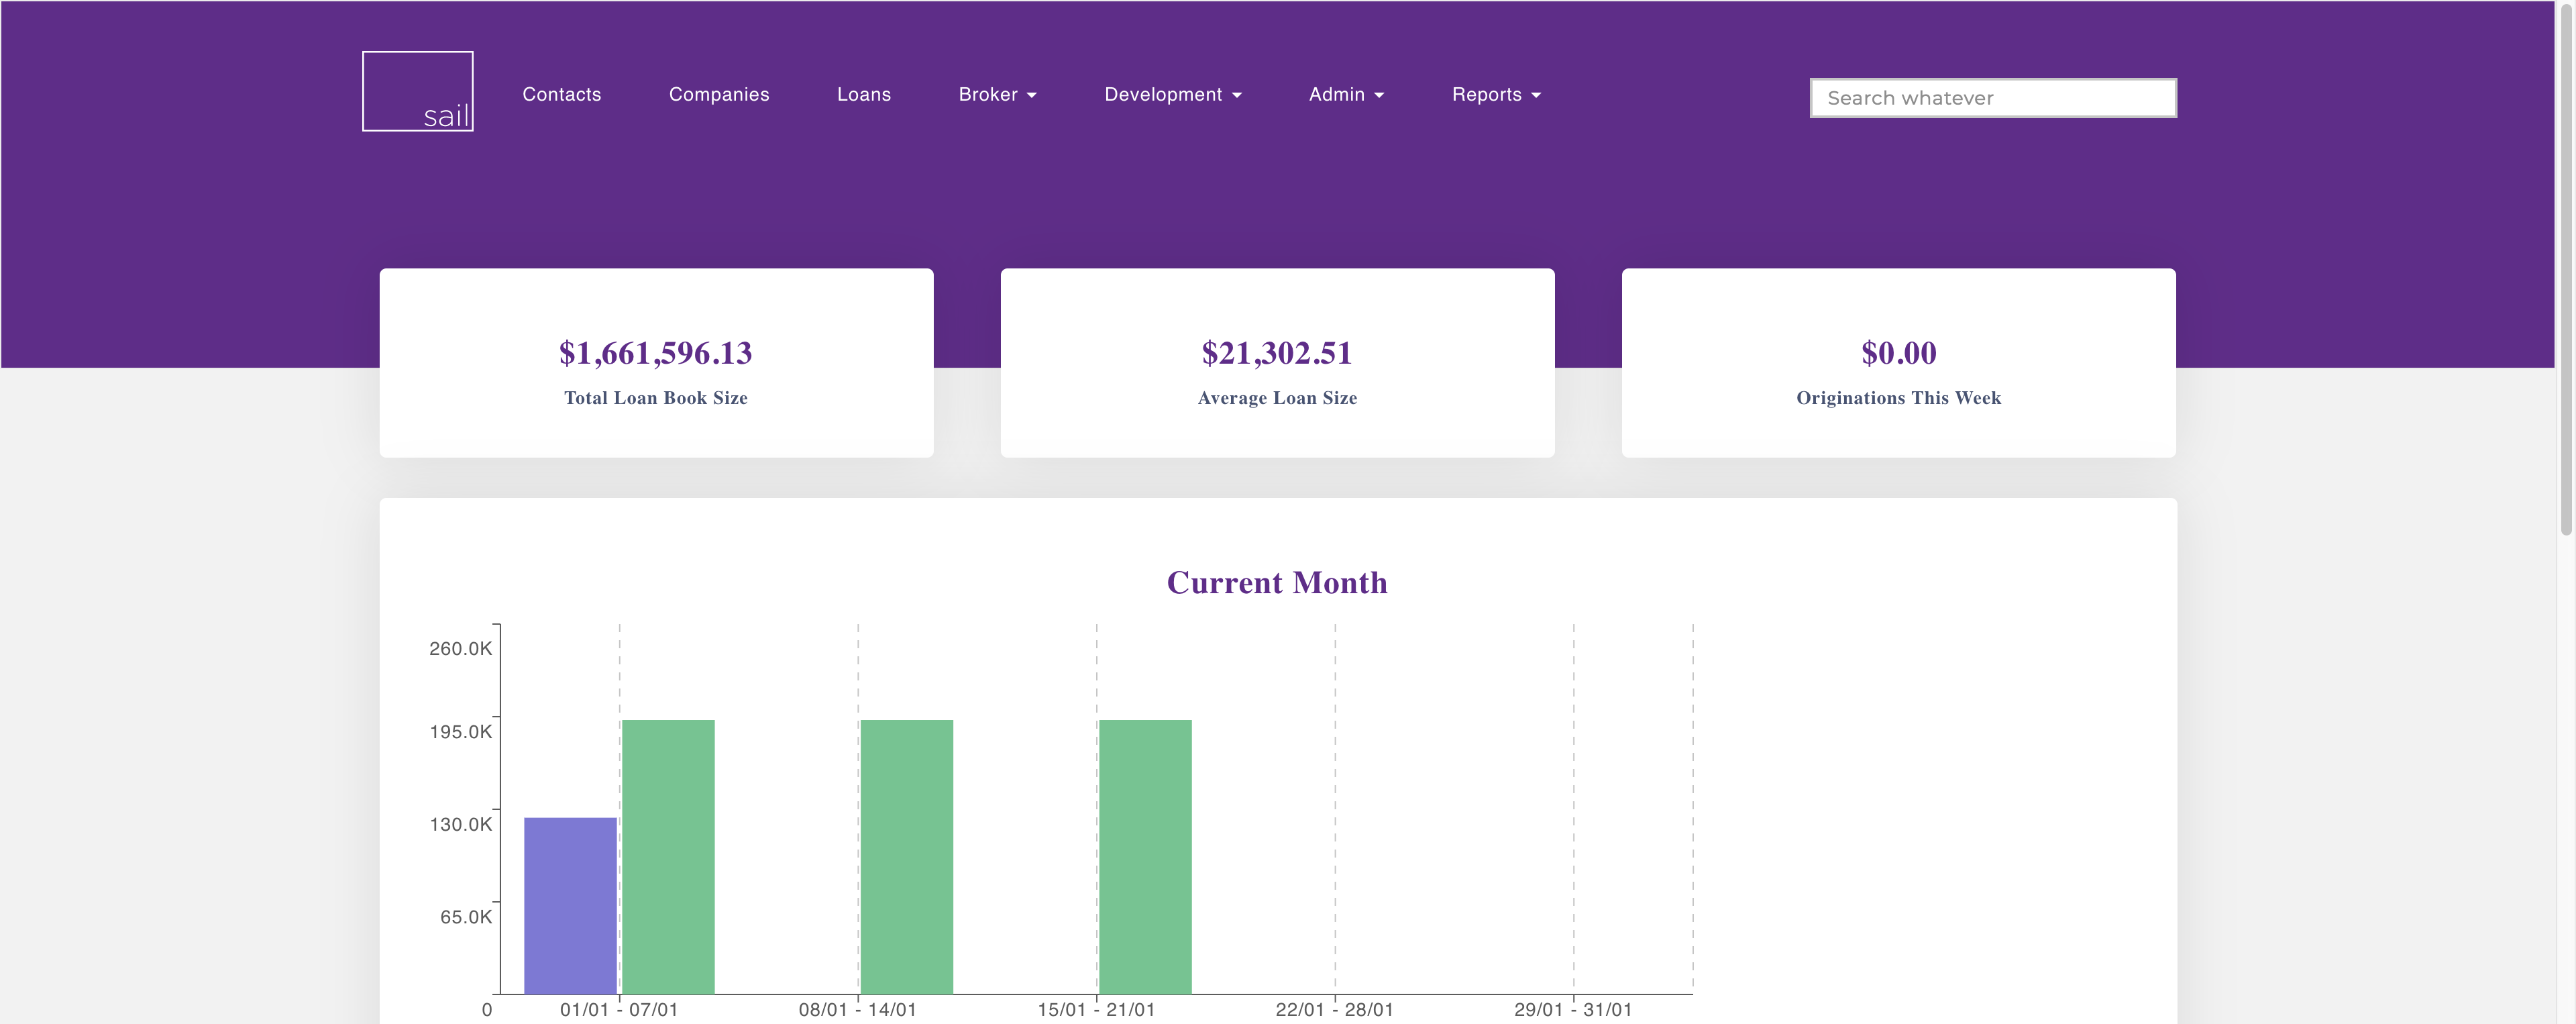 sail
Contacts
Companies
Loans
Broker
Development
Admin
Reports
Search whatever
$1,661,596.13
Total Loan Book Size
$21,302.51
Average Loan Size
$0.00
Originations This Week
Current Month
260.0K
195.0K
130.0K
65.0K
0
01/01 - 07/01
08/01 - 14/01
15/01 - 21/01
22/01 - 28/01
29/01 - 31/01